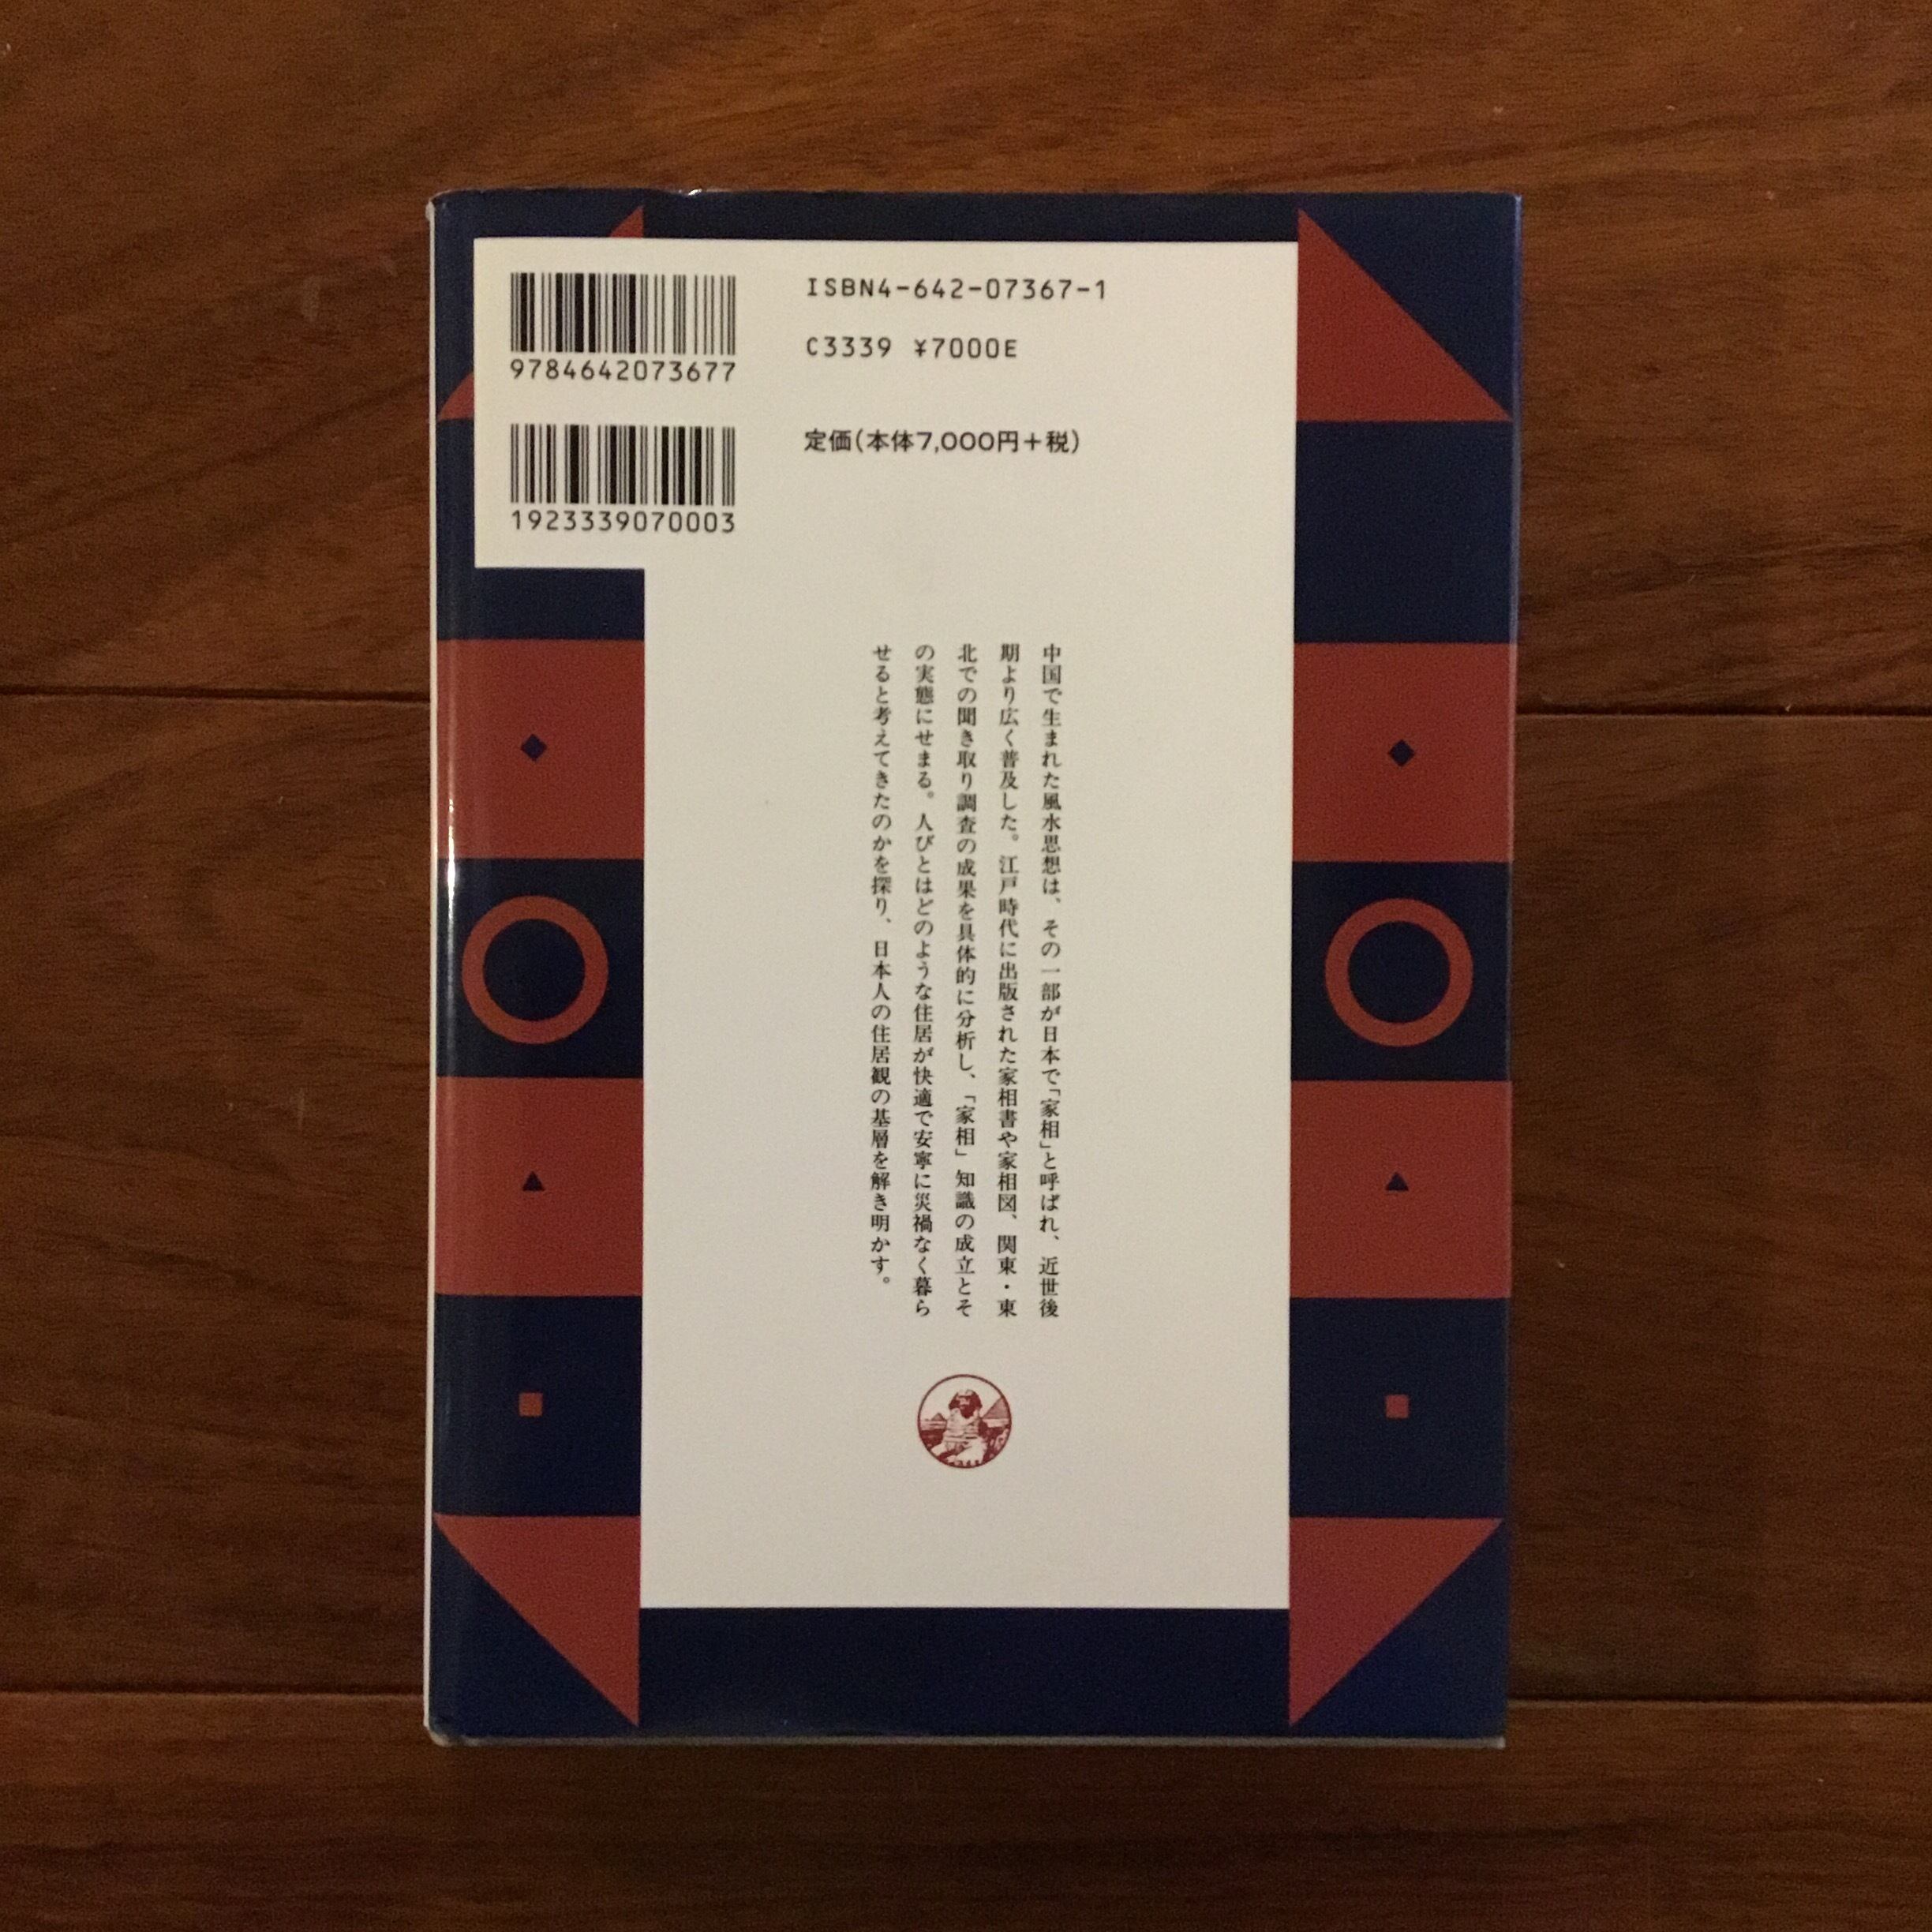 ISBN4-642-07367-1
C3339 ¥7000E
9784642073677
定価(本体7,000円+税)
1923339070003
中国で生まれた風水思想は、その一部が日本で「家相」と呼ばれ、近世後
期より広く普及した。江戸時代に出版された家相書や家相図、関東・東
北での聞き取り調査の成果を具体的に分析し、「家相」知識の成立とそ
の実態にせまる。人びとはどのような住居が快適で安寧に災禍なく暮ら
せると考えてきたのかを探り、日本人の住居観の基層を解き明かす。